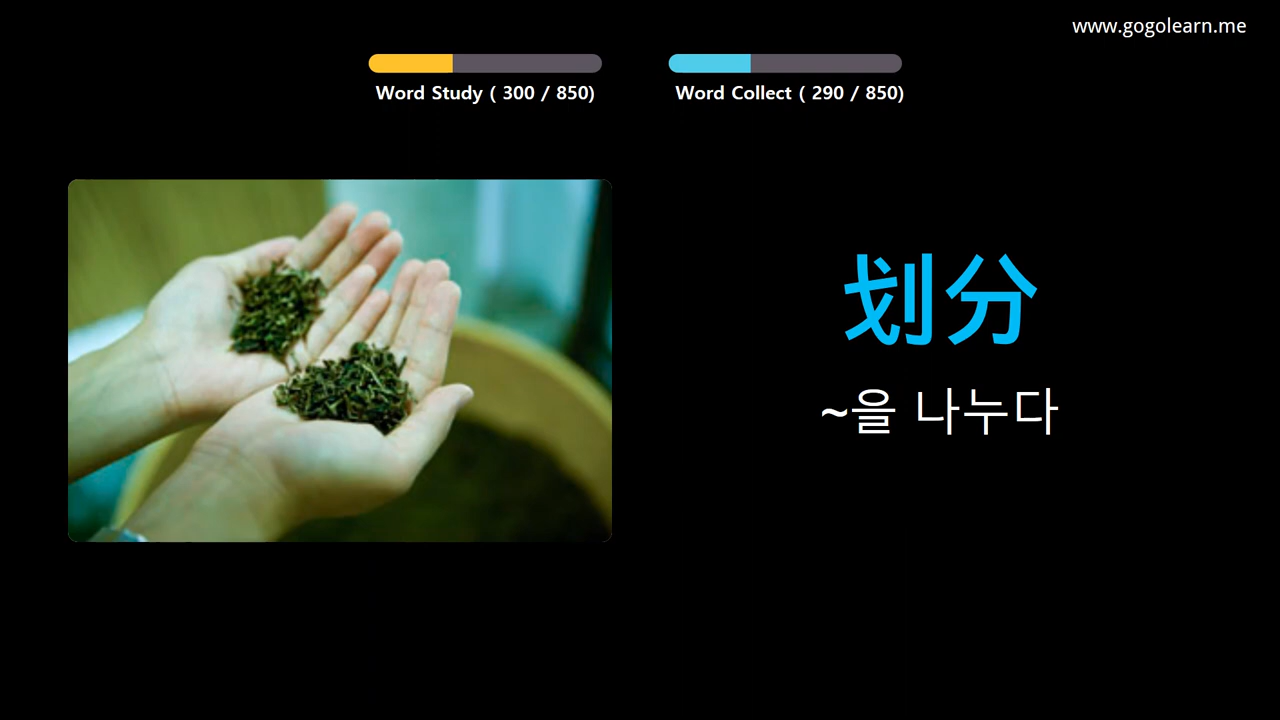 www.gogolearn.me
Word Study ( 300 / 850)
Word Collect ( 290 / 850)
划分
~을 나누다